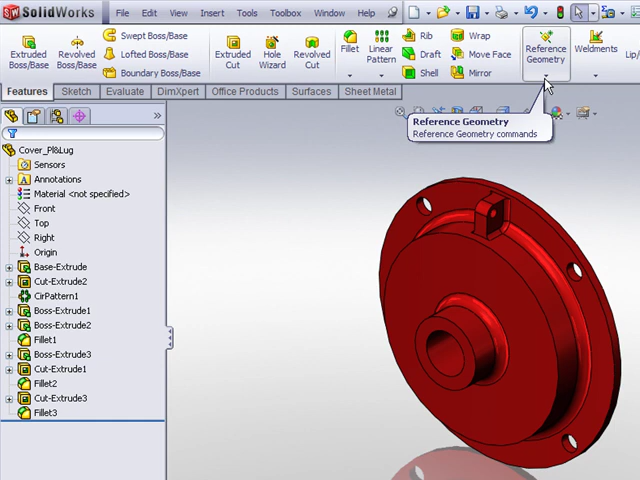 SolidWorks File Edit View Insert Tools Toolbox Window Help
Extruded Boss/Base
Revolved Boss/Base
Swept Boss/Base
Lofted Boss/Base
Boundary Boss/Base
Extruded Cut
Hole Wizard
Revolved Cut
Fillet
Linear Pattern
Rib
Draft
Shell
Wrap
Move Face
Mirror
Reference Geometry
Weldments
Lip/
Features Sketch Evaluate DimXpert Office Products Surfaces Sheet Metal
Reference Geometry
Reference Geometry commands
Cover_Pl&Lug
Sensors
Annotations
Material <not specified>
Front
Top
Right
Origin
Base-Extrude
Cut-Extrude2
CirPattern1
Boss-Extrude1
Boss-Extrude2
Fillet1
Boss-Extrude3
Cut-Extrude1
Fillet2
Cut-Extrude3
Fillet3